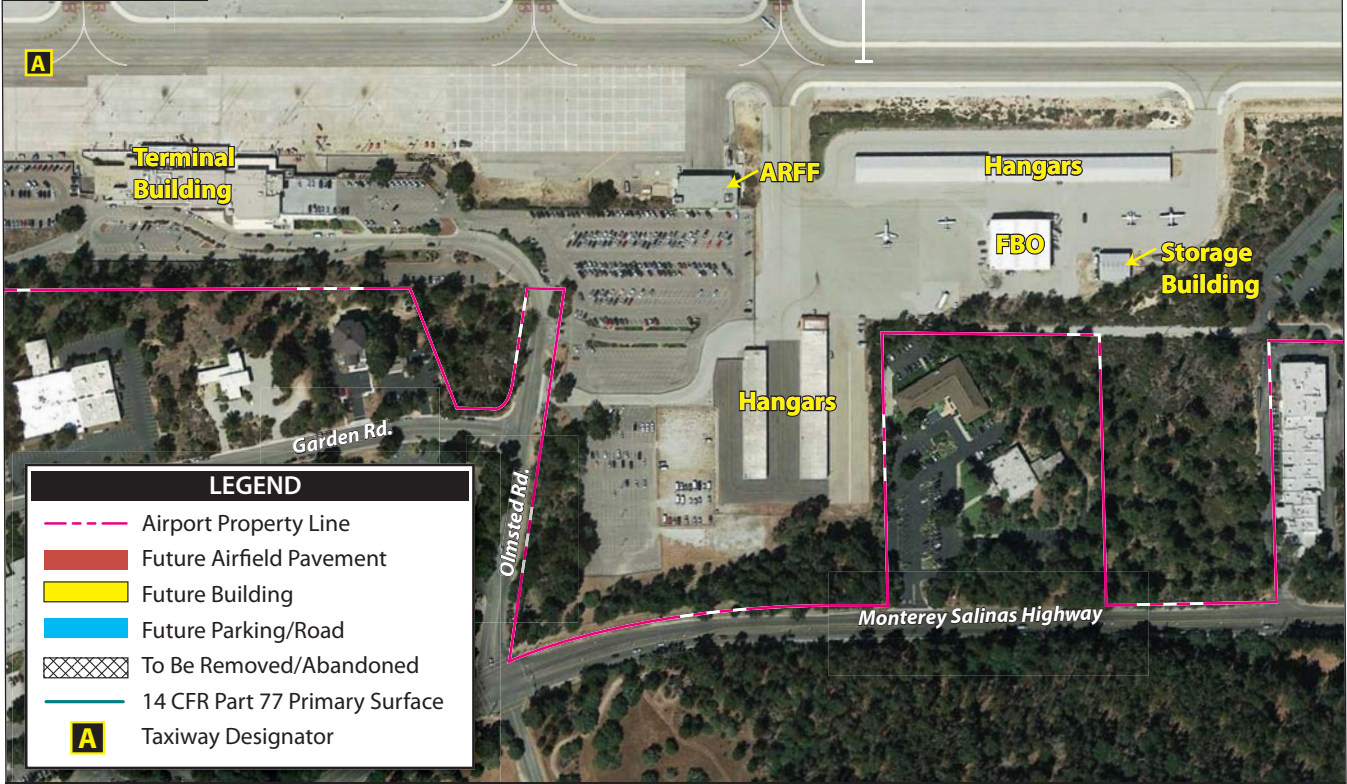 A
Terminal
Building
ARFF
Hangars
FBO
Storage
Building
Hangars
Garden Rd.
Olmsted Rd.
Monterey Salinas Highway
LEGEND
Airport Property Line
Future Airfield Pavement
Future Building
Future Parking/Road
To Be Removed/Abandoned
14 CFR Part 77 Primary Surface
A Taxiway Designator